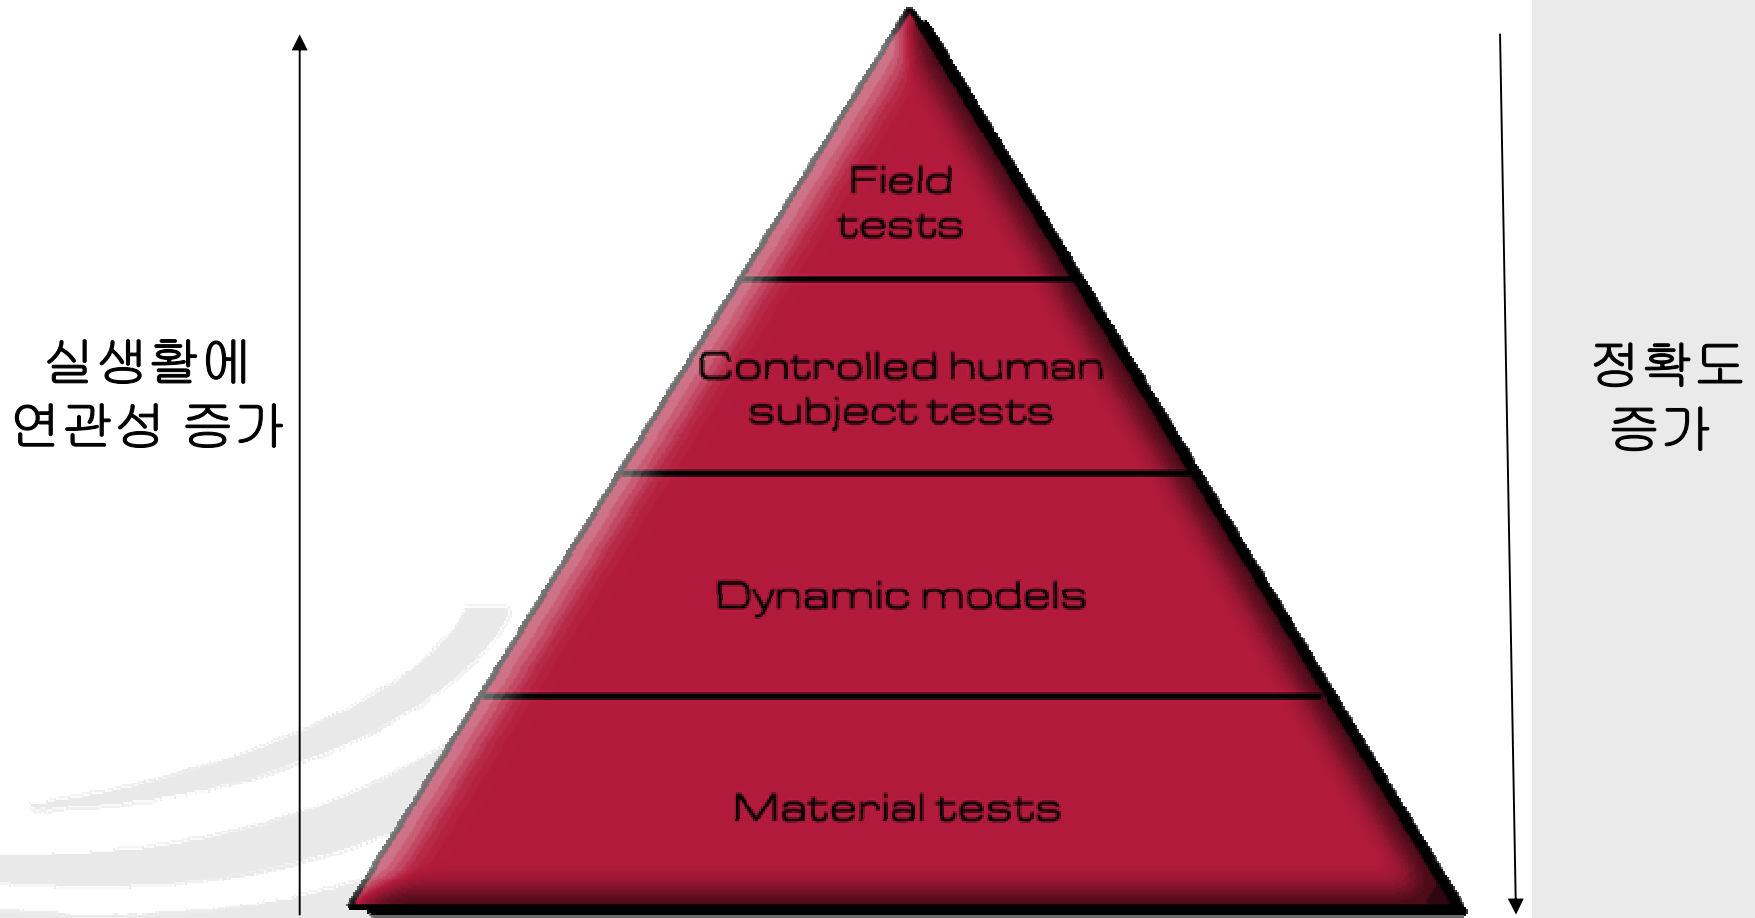 Field
tests
Controlled human
subject tests
Dynamic models
Material tests
실생활에
연관성 증가
정확도
증가